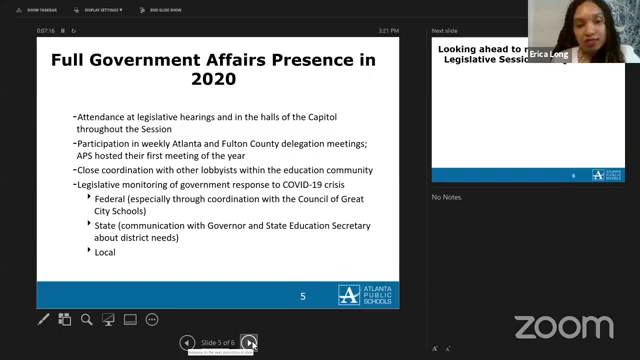 SHOW TASKBAR
DISPLAY SETTINGS
END SLIDE SHOW
0:07:16
3:21 PM
Full Government Affairs Presence in
2020
-Attendance at legislative hearings and in the halls of the Capitol
throughout the Session
-Participation in weekly Atlanta and Fulton County delegation meetings;
APS hosted their first meeting of the year
-Close coordination with other lobbyists within the education community
-Legislative monitoring of government response to COVID-19 crisis
Federal (especially through coordination with the Council of Great
City Schools)
State (communication with Governor and State Education Secretary
about district needs)
Local
5
ATLANTA
PUBLIC
SCHOOLS
Slide 5 of 6
Next slide
Looking ahead to
Legislative Session
6
ATLANTA
PUBLIC
SCHOOLS
No Notes.
Erica Long
zoom